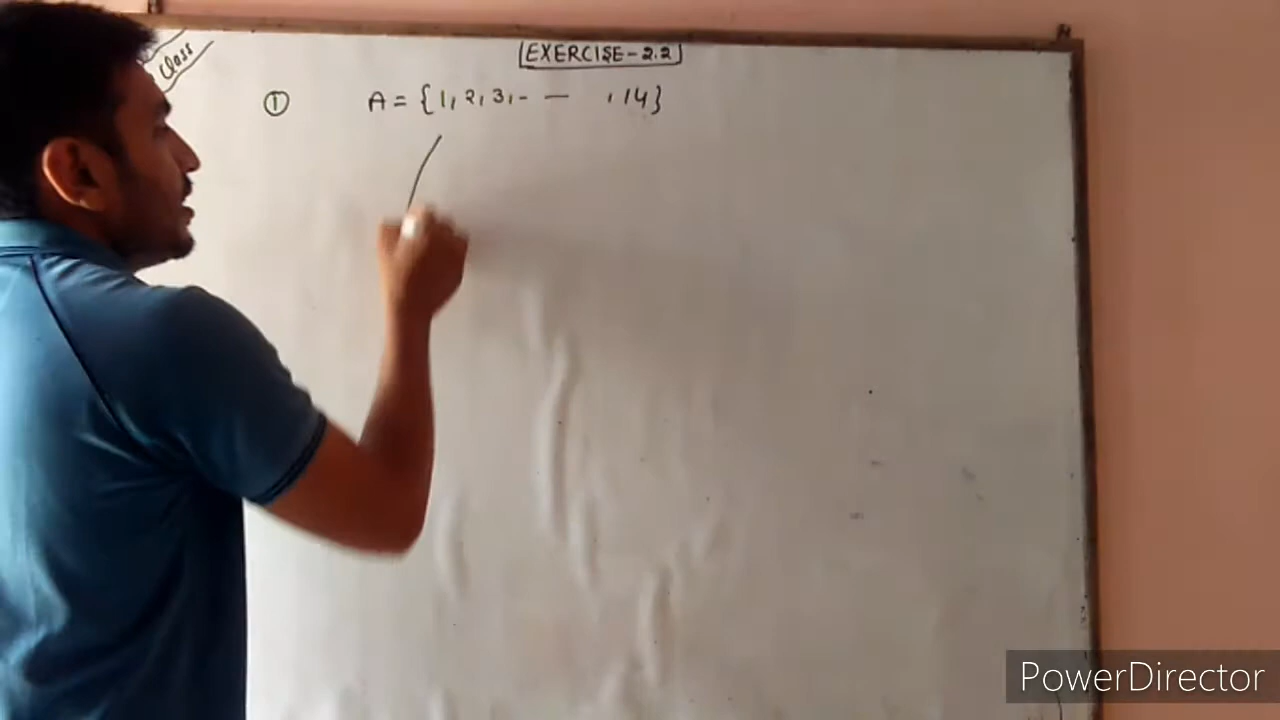 Class
EXERCISE-2.2
① A = {1, 2, 3, - — , 14}
PowerDirector